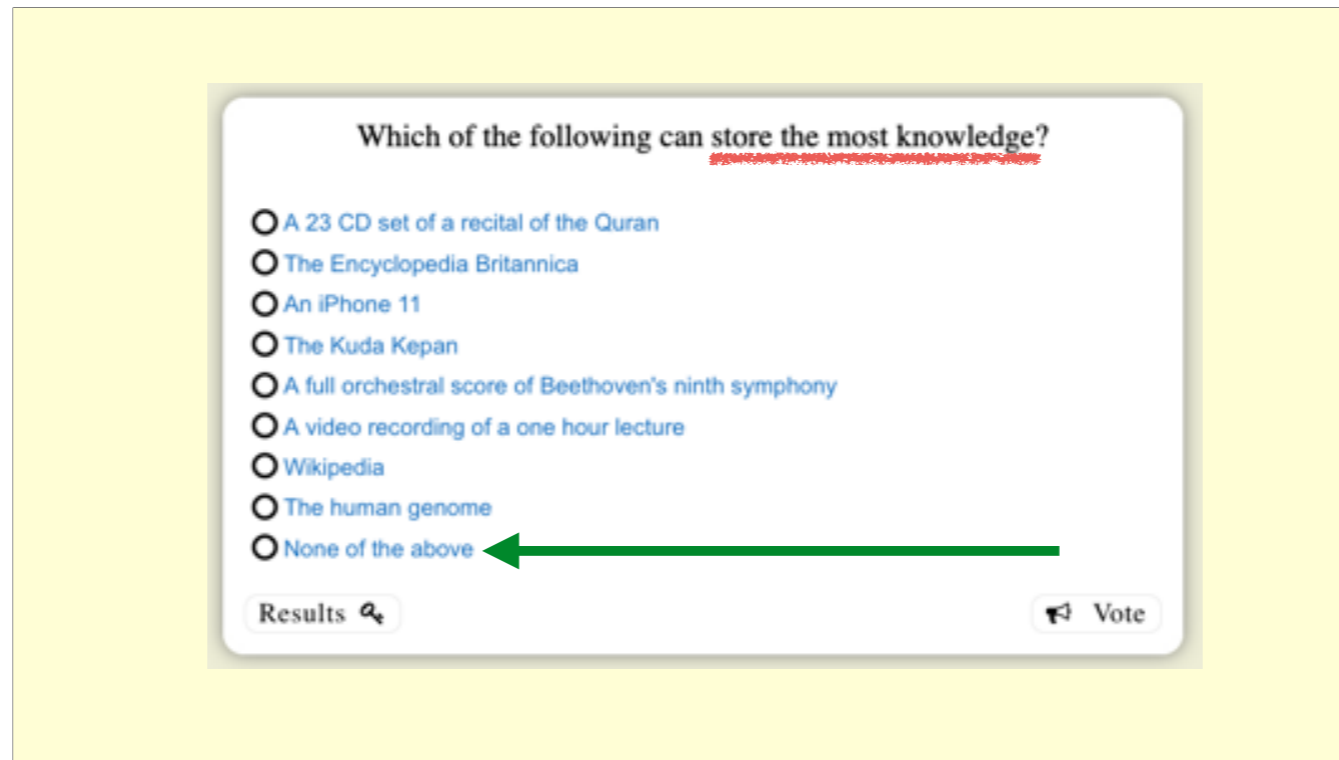 Which of the following can store the most knowledge?
A 23 CD set of a recital of the Quran
The Encyclopedia Britannica
An iPhone 11
The Kuda Kepan
A full orchestral score of Beethoven's ninth symphony
A video recording of a one hour lecture
Wikipedia
The human genome
None of the above
Results
Vote